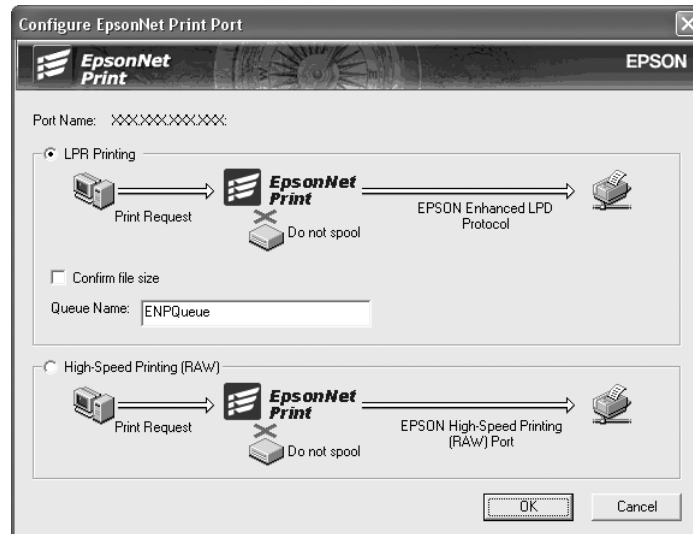 Configure EpsonNet Print Port
EpsonNet
Print
EPSON
Port Name: XXX.XXX.XXX.XXX:
LPR Printing
Print Request
EpsonNet
Print
Do not spool
EPSON Enhanced LPD
Protocol
Confirm file size
Queue Name: ENPQueue
High-Speed Printing (RAW)
Print Request
EpsonNet
Print
Do not spool
EPSON High-Speed Printing
(RAW) Port
OK
Cancel